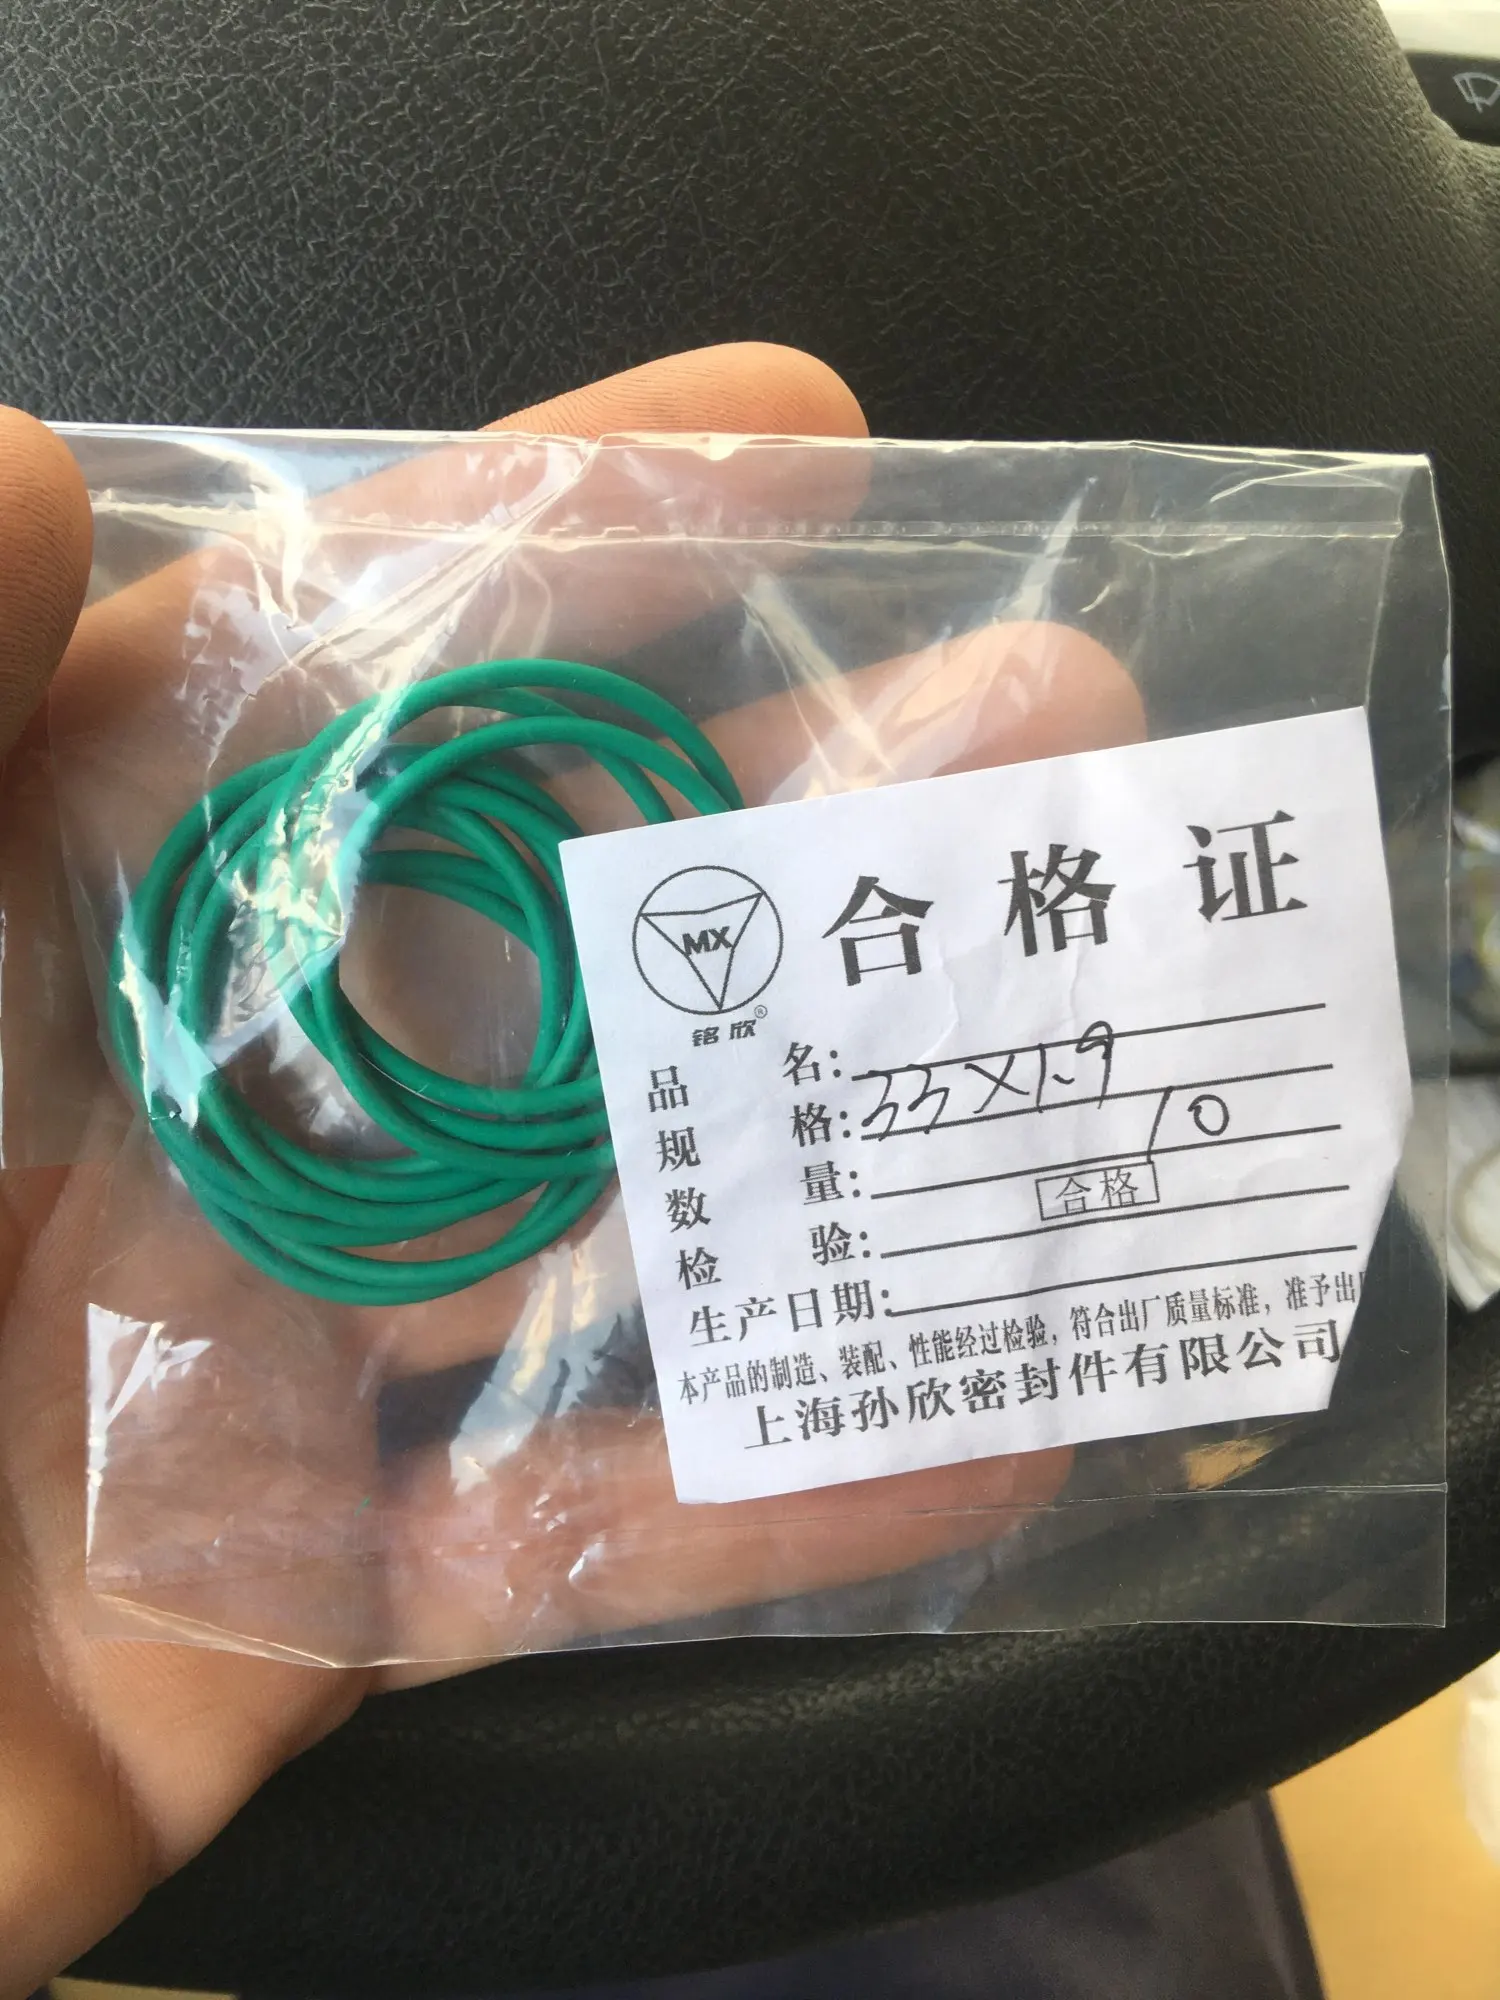 合格证
MX
铭欣®
品名：
规格：33×1.9
数量：10
检验：合格
生产日期：
本产品的制造、装配、性能经过检验，符合出厂质量标准，准予出
上海孙欣密封件有限公司